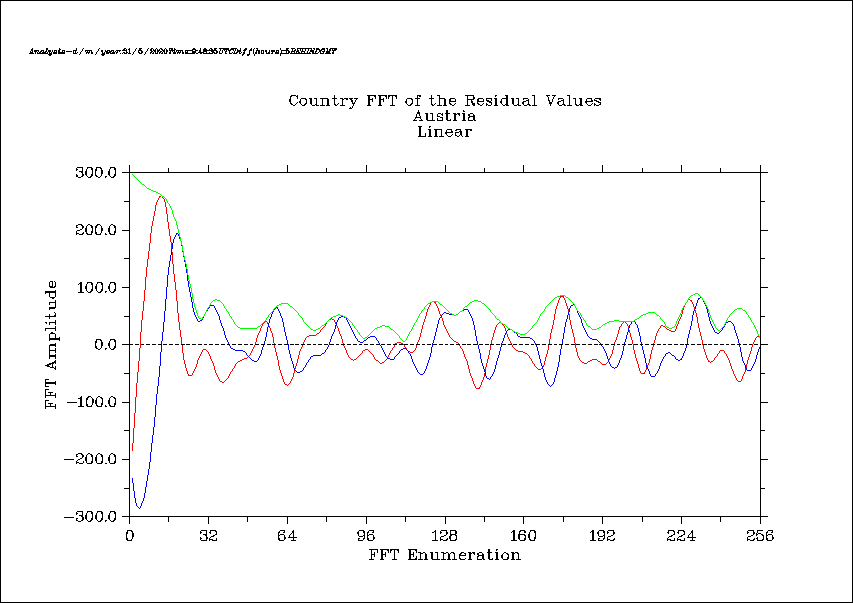 Analysis-d/m/year:31/5/2020Time:9:48:35UTCDiff(hours):5BEHINDGMT
Country FFT of the Residual Values
Austria
Linear
300.0
200.0
100.0
0.0
-100.0
-200.0
-300.0
FFT Amplitude
0 32 64 96 128 160 192 224 256
FFT Enumeration